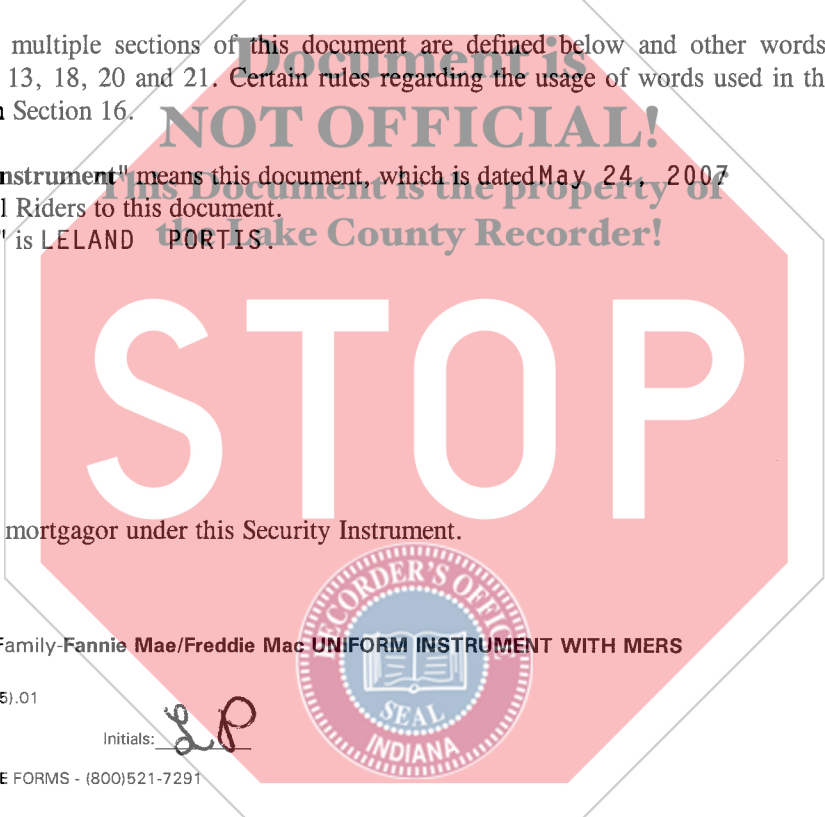 multiple sections of this document are defined below and other words
Document is
13, 18, 20 and 21. Certain rules regarding the usage of words used in th
Section 16.
NOT OFFICIAL!
nstrument" means this document, which is dated May 24, 2007
This Document is the property of
l Riders to this document.
" is LELAND PORTIS.
the Lake County Recorder!
STOP
mortgagor under this Security Instrument.
RECORDER'S OFFICE
Family-Fannie Mae/Freddie Mac UNIFORM INSTRUMENT WITH MERS
5).01
SEAL
Initials: LP
INDIANA
E FORMS - (800)521-7291